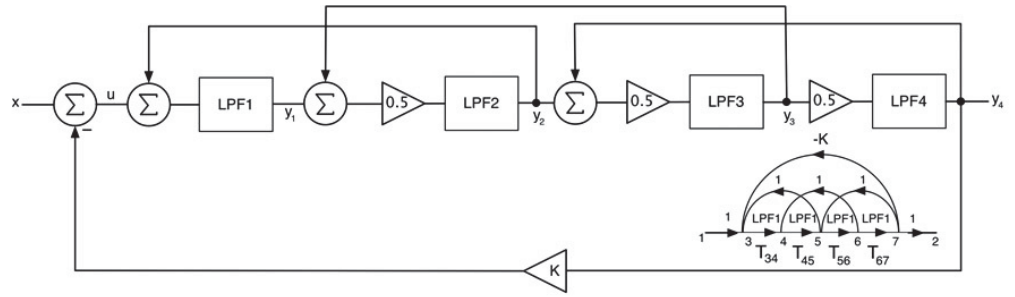 x
Σ
u
Σ
LPF1
y₁
Σ
0.5
LPF2
y₂
Σ
0.5
LPF3
y₃
0.5
LPF4
y₄
−
K
-K
1 1 1
1 LPF1 LPF1 LPF1 LPF1 1
1 3 4 5 6 7 2
T₃₄ T₄₅ T₅₆ T₆₇